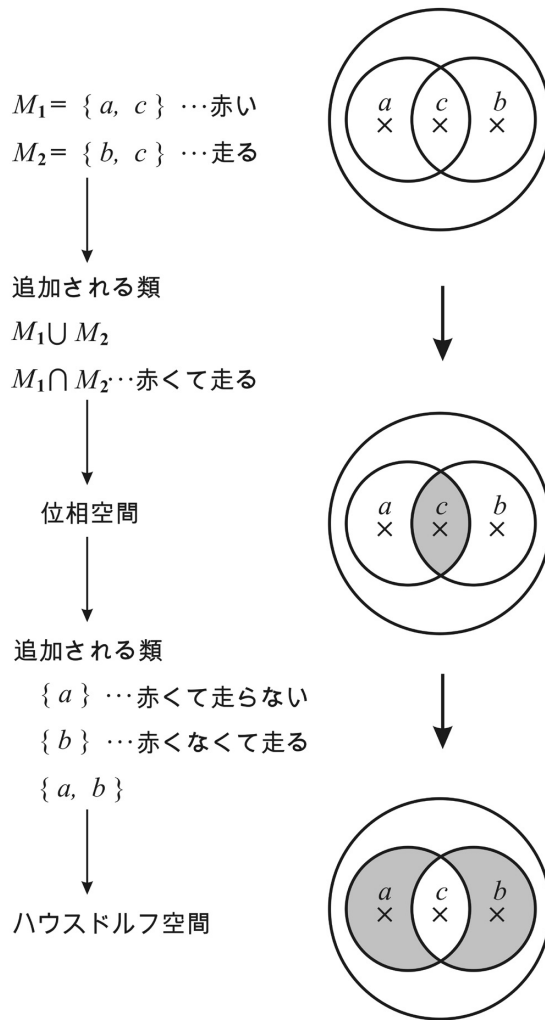 M₁ = { a, c } …赤い
M₂ = { b, c } …走る
追加される類
M₁∪ M₂
M₁∩ M₂…赤くて走る
位相空間
追加される類
{ a } …赤くて走らない
{ b } …赤くなくて走る
{ a, b }
ハウスドルフ空間
a c b
× × ×
a c b
× × ×
a c b
× × ×